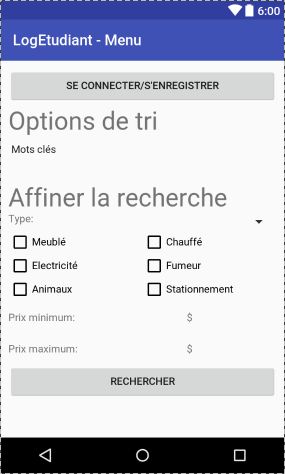 6:00
LogEtudiant - Menu
SE CONNECTER/S'ENREGISTRER
Options de tri
Mots clés
Affiner la recherche
Type:
Meublé Chauffé
Electricité Fumeur
Animaux Stationnement
Prix minimum: $
Prix maximum: $
RECHERCHER